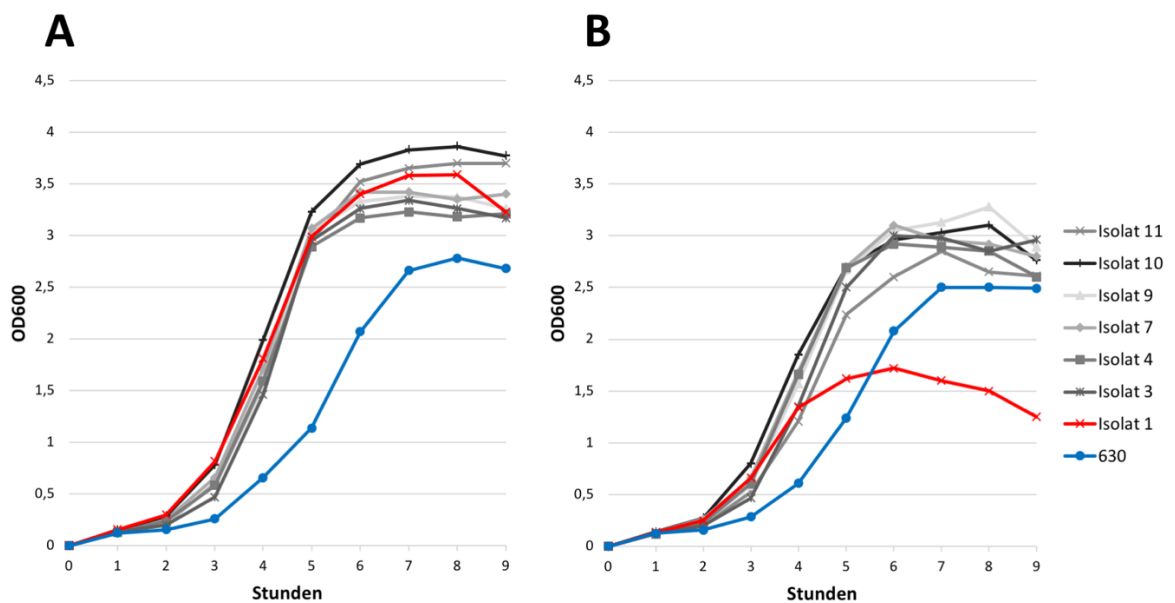 A
4,5
4
3,5
3
2,5
2
1,5
1
0,5
0
OD600
0 1 2 3 4 5 6 7 8 9
Stunden
B
4,5
4
3,5
3
2,5
2
1,5
1
0,5
0
OD600
0 1 2 3 4 5 6 7 8 9
Stunden
Isolat 11
Isolat 10
Isolat 9
Isolat 7
Isolat 4
Isolat 3
Isolat 1
630